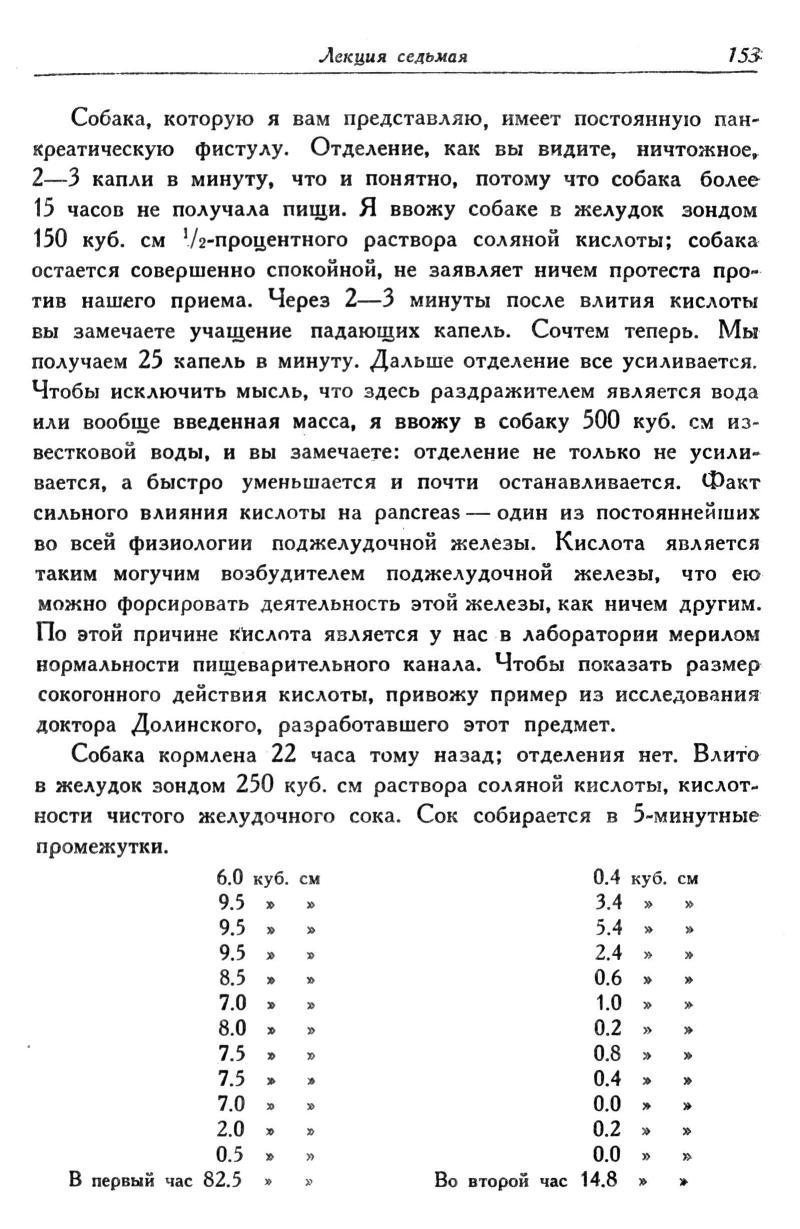 Лекция седьмая 153
Собака, которую я вам представляю, имеет постоянную пан-
креатическую фистулу. Отделение, как вы видите, ничтожное,
2—3 капли в минуту, что и понятно, потому что собака более
15 часов не получала пищи. Я ввожу собаке в желудок зондом
150 куб. см 1/2-процентного раствора соляной кислоты; собака
остается совершенно спокойной, не заявляет ничем протеста про-
тив нашего приема. Через 2—3 минуты после влития кислоты
вы замечаете учащение падающих капель. Сочтем теперь. Мы
получаем 25 капель в минуту. Дальше отделение все усиливается.
Чтобы исключить мысль, что здесь раздражителем является вода
или вообще введенная масса, я ввожу в собаку 500 куб. см из-
вестковой воды, и вы замечаете: отделение не только не усили-
вается, а быстро уменьшается и почти останавливается. Факт
сильного влияния кислоты на pancreas — один из постояннейших
во всей физиологии поджелудочной железы. Кислота является
таким могучим возбудителем поджелудочной железы, что ею
можно форсировать деятельность этой железы, как ничем другим.
По этой причине кислота является у нас в лаборатории мерилом
нормальности пищеварительного канала. Чтобы показать размер
сокогонного действия кислоты, привожу пример из исследования
доктора Долинского, разработавшего этот предмет.
Собака кормлена 22 часа тому назад; отделения нет. Влито
в желудок зондом 250 куб. см раствора соляной кислоты, кислот-
ности чистого желудочного сока. Сок собирается в 5-минутные
промежутки.
6.0 куб. см 0.4 куб. см
9.5 » » 3.4 » »
9.5 » » 5.4 » »
9.5 » » 2.4 » »
8.5 » » 0.6 » »
7.0 » » 1.0 » »
8.0 » » 0.2 » »
7.5 » » 0.8 » »
7.5 » » 0.4 » »
7.0 » » 0.0 » »
2.0 » » 0.2 » »
0.5 » » 0.0 » »
В первый час 82.5 » » Во второй час 14.8 » »